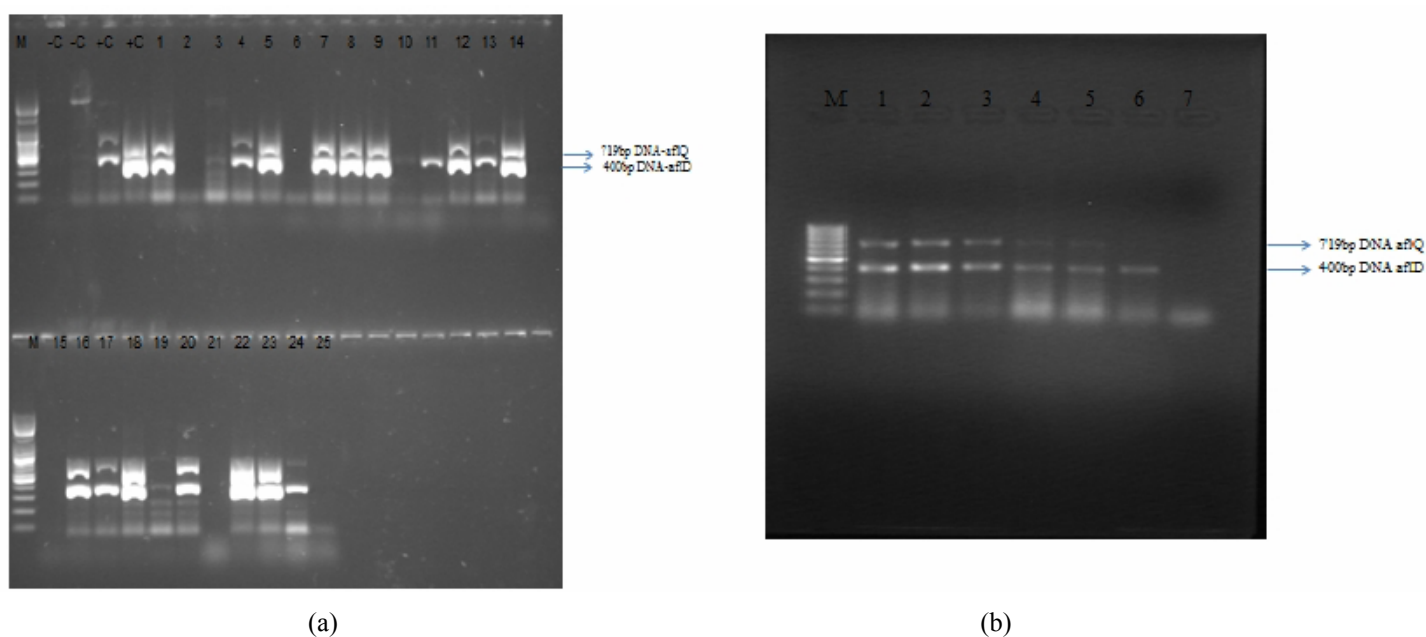 M -C -C +C +C 1 2 3 4 5 6 7 8 9 10 11 12 13 14
719bp DNA-aflQ
400bp DNA-aflD
M 15 16 17 18 19 20 21 22 23 24 25
(a)
M 1 2 3 4 5 6 7
719bp DNA aflQ
400bp DNA aflD
(b)